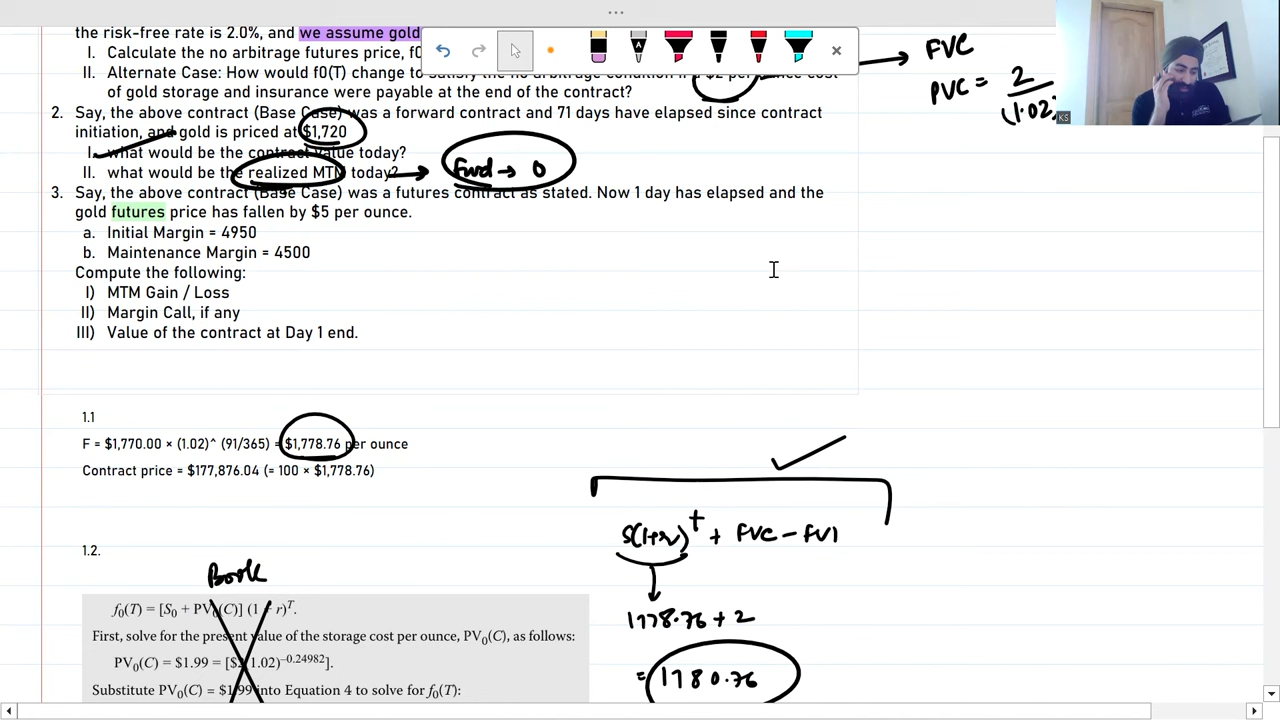 the risk-free rate is 2.0%, and we assume gold
I. Calculate the no arbitrage futures price, f0
II. Alternate Case: How would f0(T) change to
of gold storage and insurance were payable at the end of the contract?
FVC
PVC = 2
(1.02)
KS
2. Say, the above contract (Base Case) was a forward contract and 71 days have elapsed since contract
initiation, and gold is priced at $1,720
I. what would be the contract value today?
II. what would be the realized MTM today? → Fwd → 0
3. Say, the above contract (Base Case) was a futures contract as stated. Now 1 day has elapsed and the
gold futures price has fallen by $5 per ounce.
a. Initial Margin = 4950
b. Maintenance Margin = 4500
Compute the following:
I) MTM Gain / Loss
II) Margin Call, if any
III) Value of the contract at Day 1 end.
1.1
F = $1,770.00 × (1.02)^ (91/365) = $1,778.76 per ounce
Contract price = $177,876.04 (= 100 × $1,778.76)
S(1+r)^t + FVC - FVI
1.2.
Book
1778.76 + 2
= 1780.76
f0(T) = [S0 + PV0(C)] (1 + r)^T.
First, solve for the present value of the storage cost per ounce, PV0(C), as follows:
PV0(C) = $1.99 = [$2(1.02)^–0.24982].
Substitute PV0(C) = $1.99 into Equation 4 to solve for f0(T):